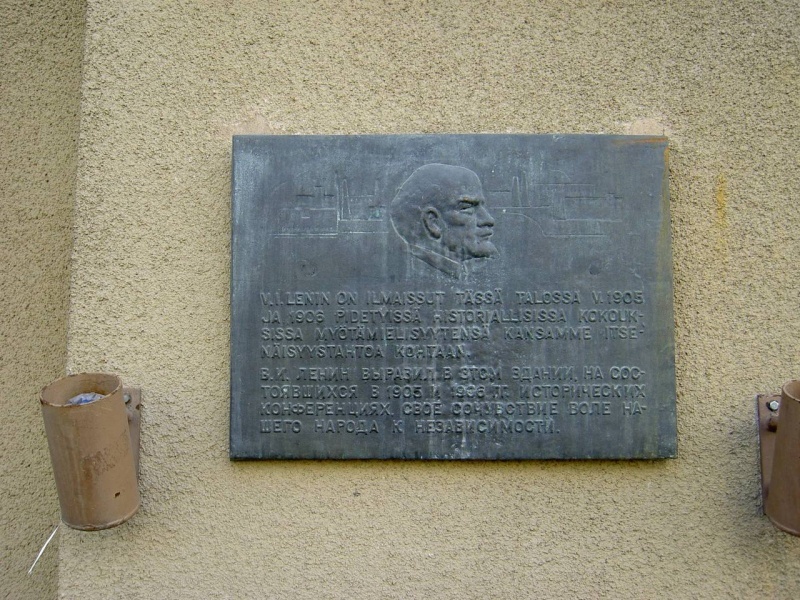 V.I. LENIN ON ILMAISSUT TÄSSÄ TALOSSA V. 1905
JA 1906 PIDETYISSÄ HISTORIALLISISSA KOKOUK-
SISSA MYÖTÄMIELISYYTENSÄ KANSAMME ITSE-
NÄISYYSTAHTOA KOHTAAN.
В.И. ЛЕНИН ВЫРАЗИЛ В ЭТОМ ЗДАНИИ, НА СОС-
ТОЯВШИХСЯ В 1905 И 1906 ГГ. ИСТОРИЧЕСКИХ
КОНФЕРЕНЦИЯХ, СВОЕ СОЧУВСТВИЕ ВОЛЕ НА-
ШЕГО НАРОДА К НЕЗАВИСИМОСТИ.